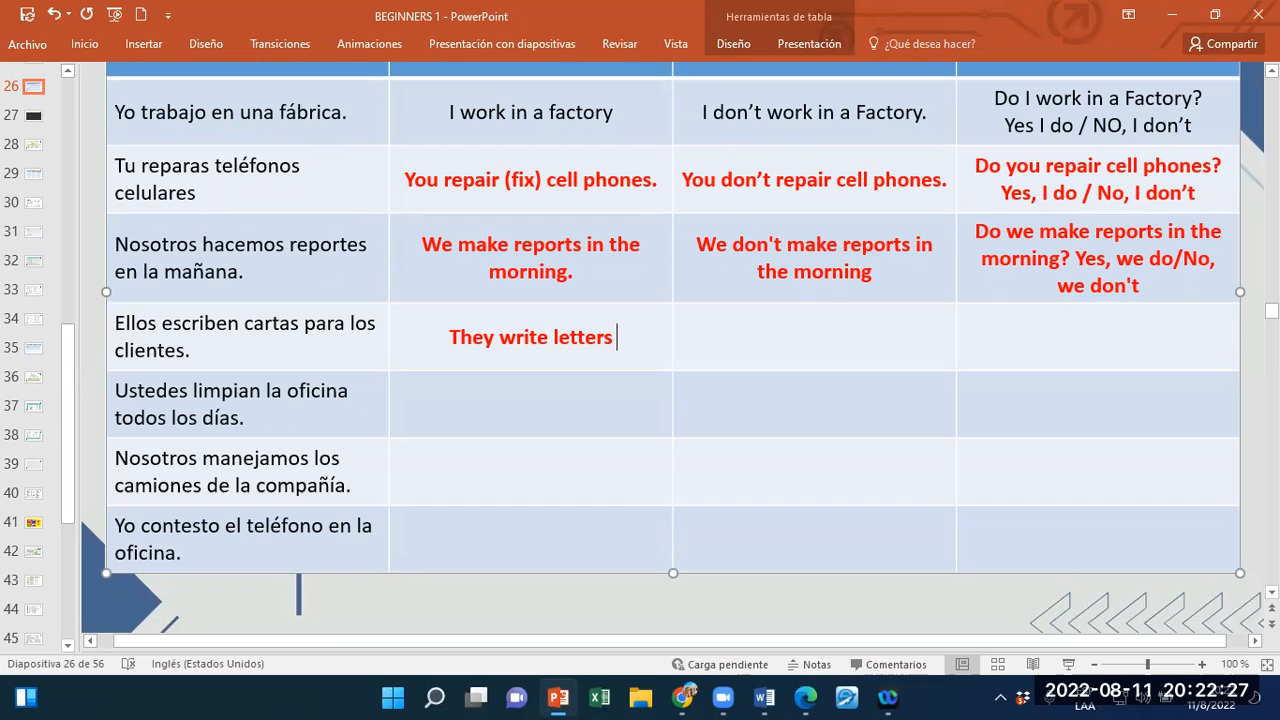 BEGINNERS 1 - PowerPoint
Herramientas de tabla
Archivo Inicio Insertar Diseño Transiciones Animaciones Presentación con diapositivas Revisar Vista Diseño Presentación ¿Qué desea hacer? Compartir
26
27
28
29
30
31
32
33
34
35
36
37
38
39
40
41
42
43
44
45
Yo trabajo en una fábrica.
I work in a factory
I don’t work in a Factory.
Do I work in a Factory?
Yes I do / NO, I don’t
Tu reparas teléfonos
celulares
You repair (fix) cell phones.
You don’t repair cell phones.
Do you repair cell phones?
Yes, I do / No, I don’t
Nosotros hacemos reportes
en la mañana.
We make reports in the
morning.
We don't make reports in
the morning
Do we make reports in the
morning? Yes, we do/No,
we don't
Ellos escriben cartas para los
clientes.
They write letters
Ustedes limpian la oficina
todos los días.
Nosotros manejamos los
camiones de la compañía.
Yo contesto el teléfono en la
oficina.
Diapositiva 26 de 56 Inglés (Estados Unidos) Carga pendiente Notas Comentarios 100 %
2022-08-11 20:22:27
LAA 11/8/2022